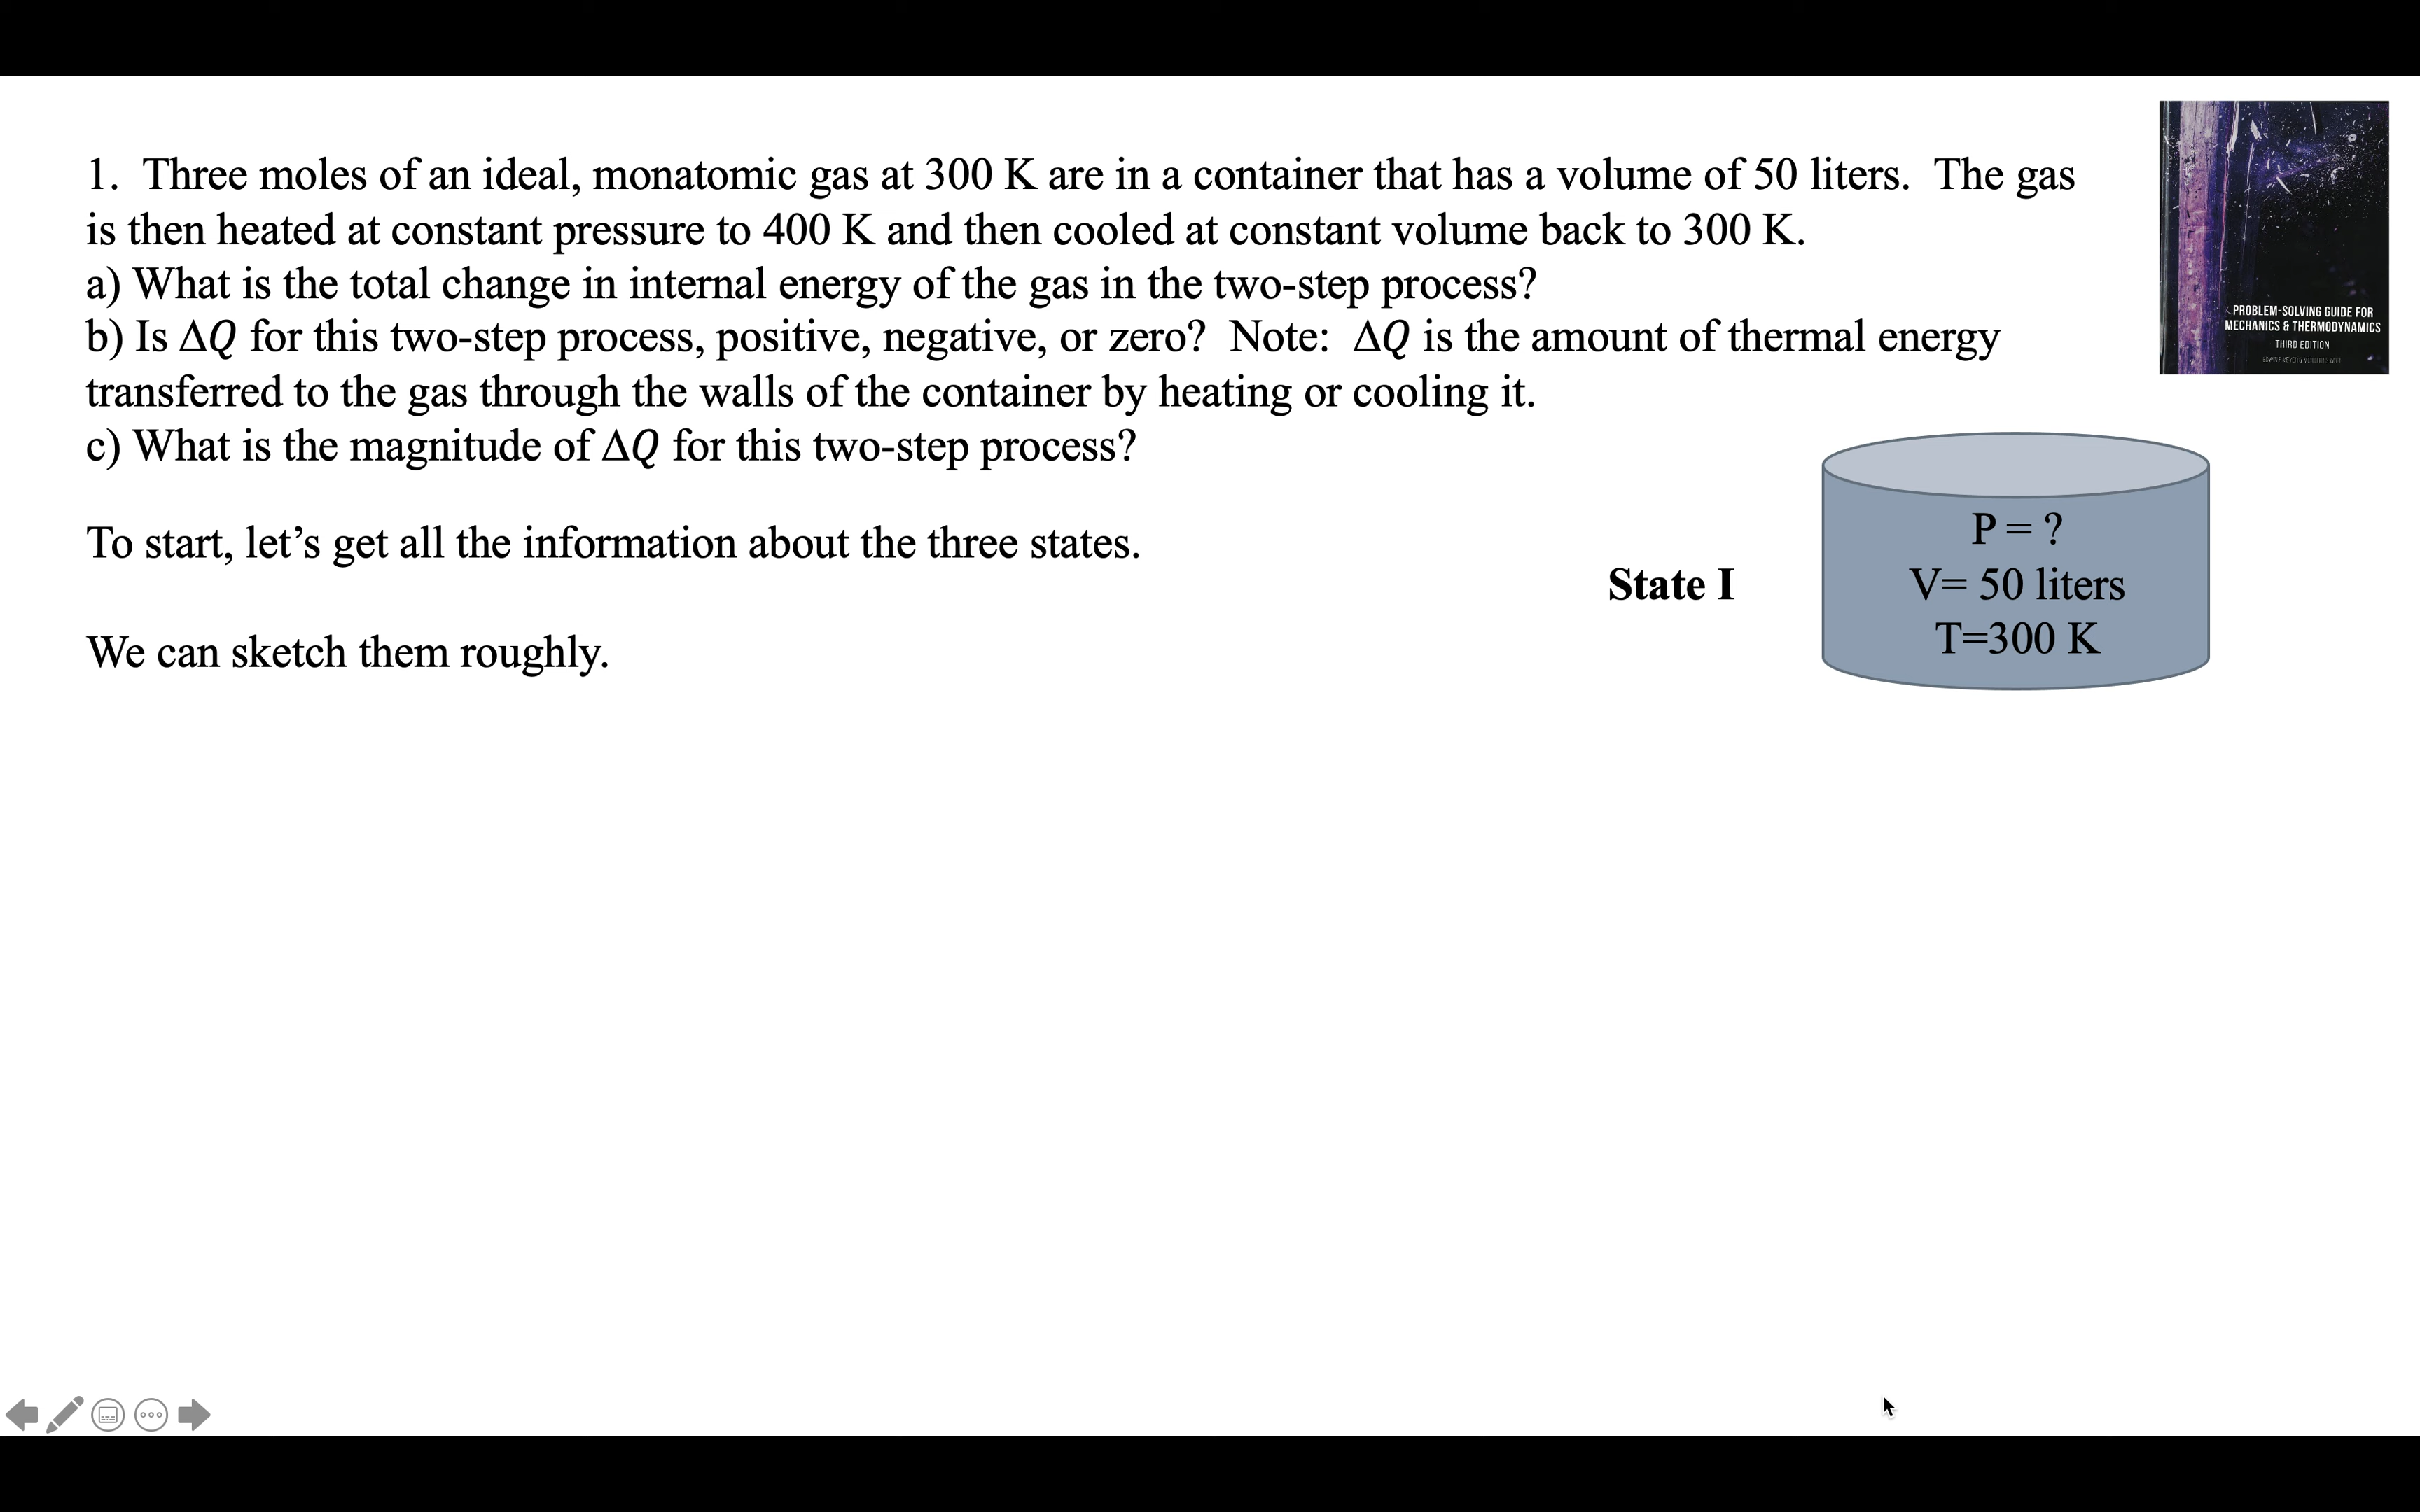 1.  Three moles of an ideal, monatomic gas at 300 K are in a container that has a volume of 50 liters.  The gas
is then heated at constant pressure to 400 K and then cooled at constant volume back to 300 K.
a) What is the total change in internal energy of the gas in the two-step process?
b) Is Δ𝑄 for this two-step process, positive, negative, or zero?  Note:  Δ𝑄 is the amount of thermal energy
transferred to the gas through the walls of the container by heating or cooling it.
c) What is the magnitude of Δ𝑄 for this two-step process?
To start, let’s get all the information about the three states.
We can sketch them roughly.
PROBLEM-SOLVING GUIDE FOR
MECHANICS & THERMODYNAMICS
THIRD EDITION
State I
P = ?
V= 50 liters
T=300 K